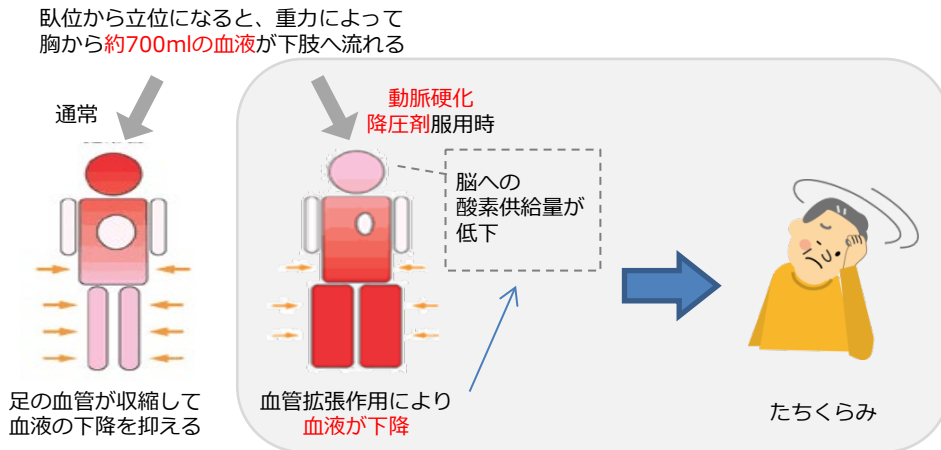 臥位から立位になると、重力によって
胸から約700mlの血液が下肢へ流れる
通常
動脈硬化
降圧剤服用時
脳への
酸素供給量が
低下
足の血管が収縮して
血液の下降を抑える
血管拡張作用により
血液が下降
たちくらみ